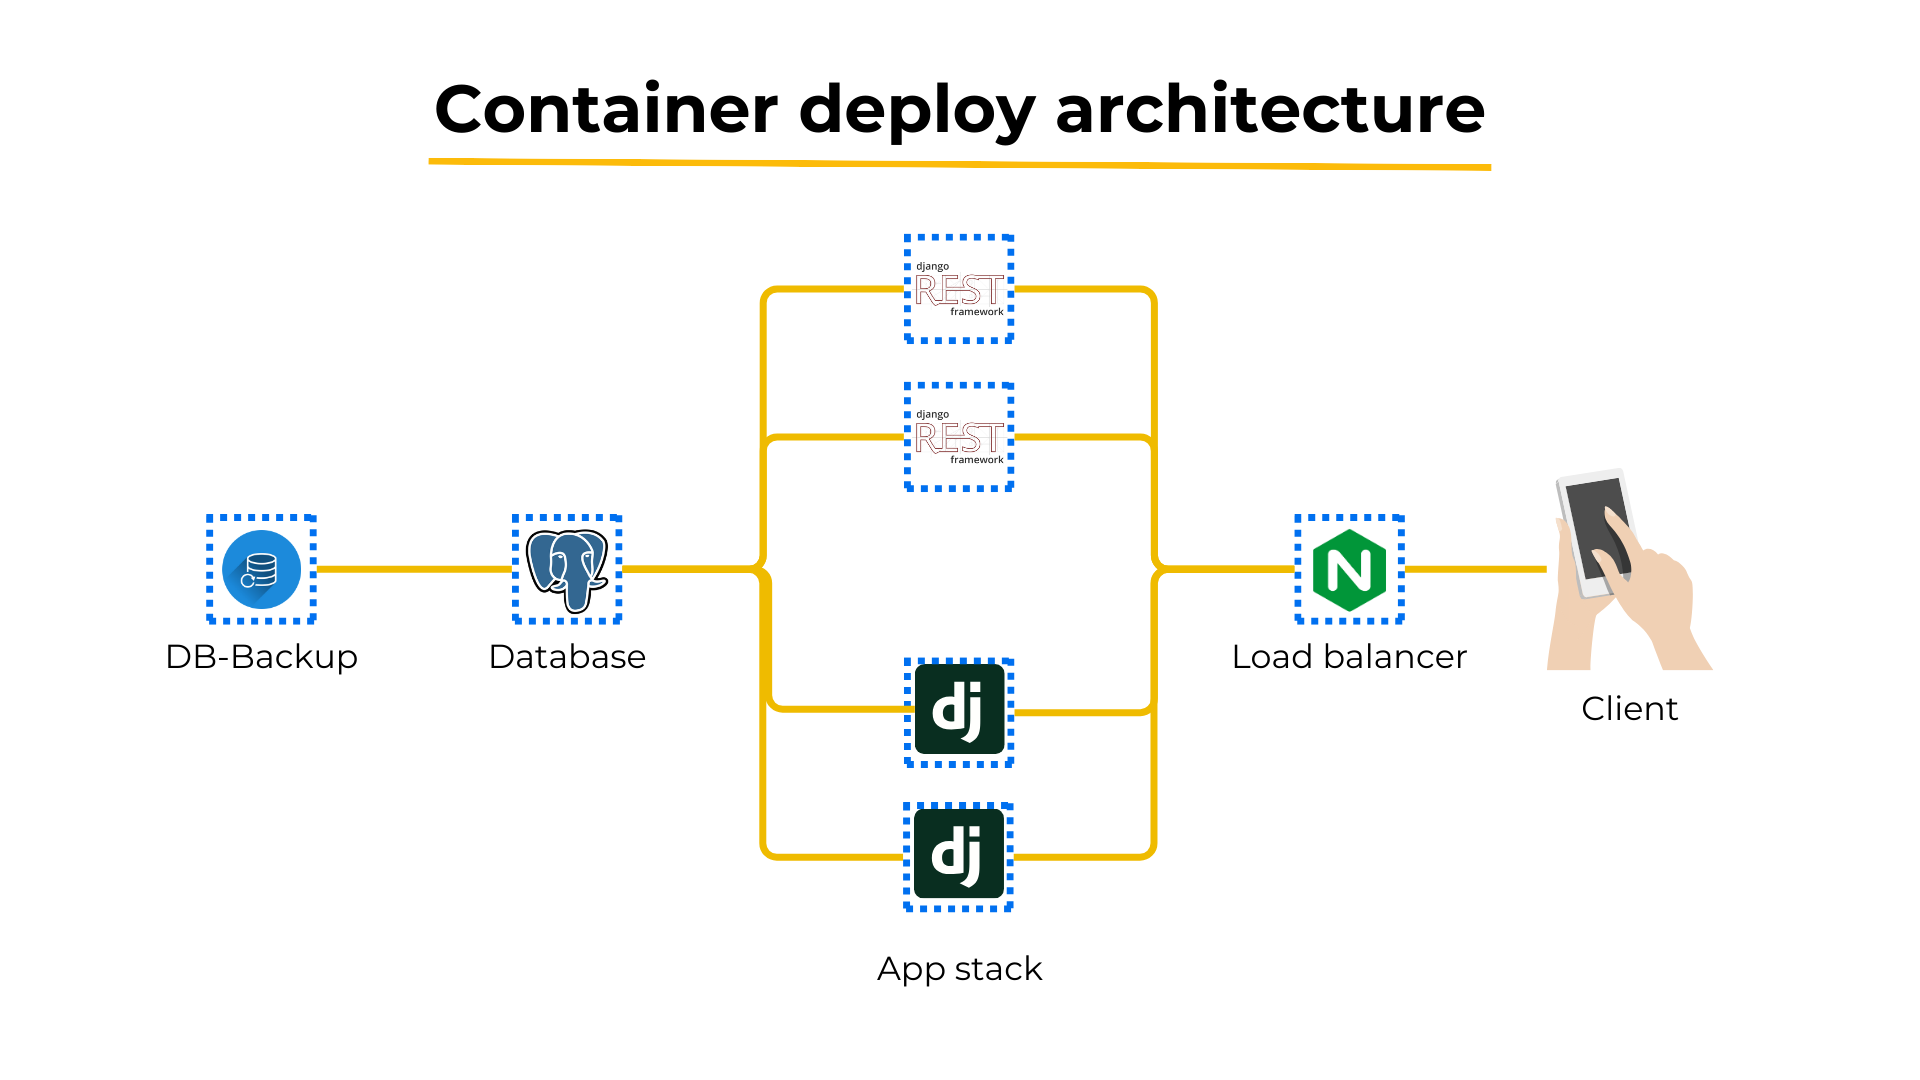 Container deploy architecture
django
REST
framework
django
REST
framework
DB-Backup
Database
Load balancer
Client
dj
dj
App stack